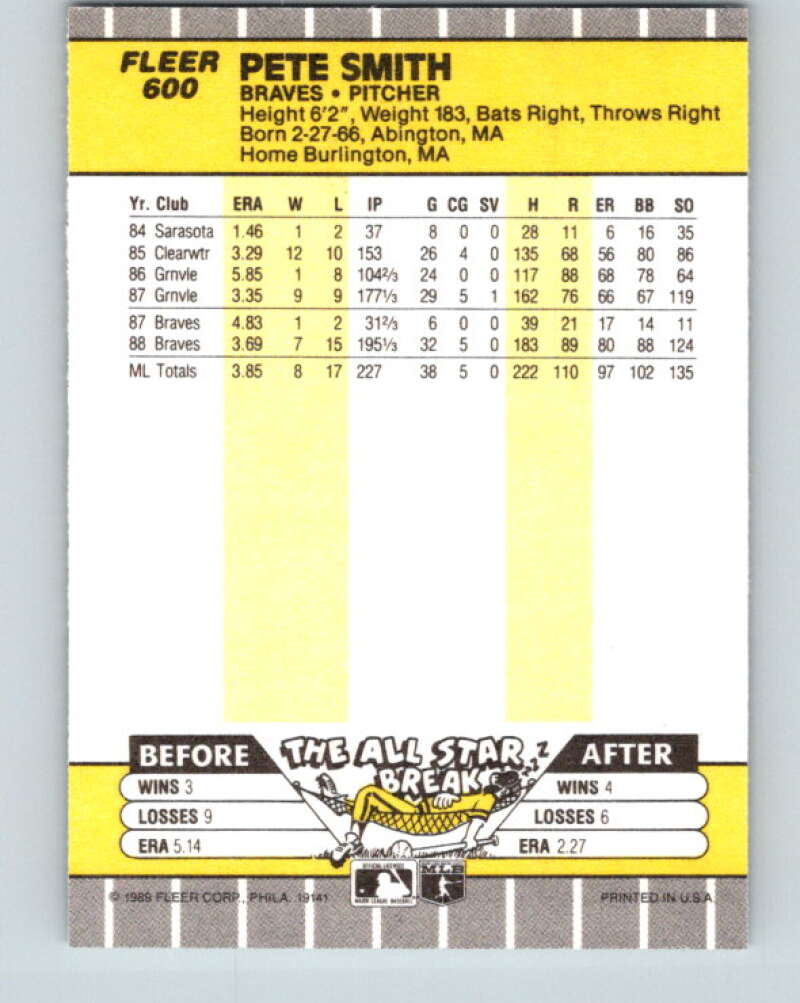 FLEER
600
PETE SMITH
BRAVES • PITCHER
Height 6'2", Weight 183, Bats Right, Throws Right
Born 2-27-66, Abington, MA
Home Burlington, MA
Yr. Club ERA W L IP G CG SV H R ER BB SO
84 Sarasota 1.46 1 2 37 8 0 0 28 11 6 16 35
85 Clearwtr 3.29 12 10 153 26 4 0 135 68 56 80 86
86 Grnvle 5.85 1 8 104⅔ 24 0 0 117 88 68 78 64
87 Grnvle 3.35 9 9 177⅓ 29 5 1 162 76 66 67 119
87 Braves 4.83 1 2 31⅔ 6 0 0 39 21 17 14 11
88 Braves 3.69 7 15 195⅓ 32 5 0 183 89 80 88 124
ML Totals 3.85 8 17 227 38 5 0 222 110 97 102 135
BEFORE THE ALL STAR BREAK ZZZ AFTER
WINS 3 WINS 4
LOSSES 9 LOSSES 6
ERA 5.14 ERA 2.27
OFFICIAL LICENSEE
MAJOR LEAGUE BASEBALL
MLB
© 1989 FLEER CORP., PHILA. 19141 PRINTED IN U.S.A.